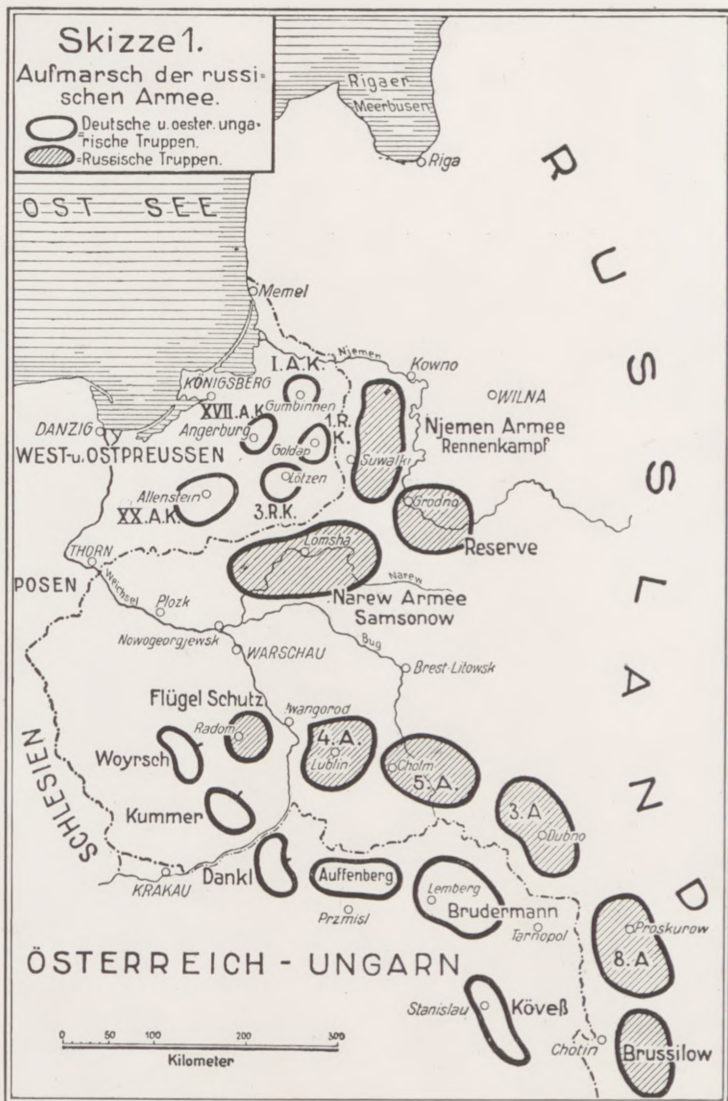 Skizze 1.
Aufmarsch der russi=
schen Armee.
Deutsche u. oester. unga-
=rische Truppen.
=Russische Truppen.
Rigaer
Meerbusen
Riga
RUSSLAND
OST SEE
Memel
I.A.K.
Njemen
Kowno
KÖNIGSBERG
Gumbinnen
WILNA
XVII.A.K.
1.R.
K.
Njemen Armee
Rennenkampf
DANZIG
Angerburg
Goldap
WEST-u.OSTPREUSSEN
Suwalki
Lötzen
Allenstein
Grodno
XX.A.K.
3.R.K.
Reserve
THORN
Lomsha
POSEN
Weichsel
Narew
Plozk
Narew Armee
Samsonow
Nowogeorgjewsk
WARSCHAU
Bug
Brest-Litowsk
Flügel Schutz
Iwangorod
Radom
4.A.
Lublin
Cholm
5.A.
Woyrsch
SCHLESIEN
Kummer
3.A
Dubno
KRAKAU
Dankl
Auffenberg
Lemberg
Brudermann
Przmisl
Tarnopol
Proskurow
8.A
ÖSTERREICH - UNGARN
Stanislau
Köveß
Chotin
Brussilow
0 50 100 200 300
Kilometer